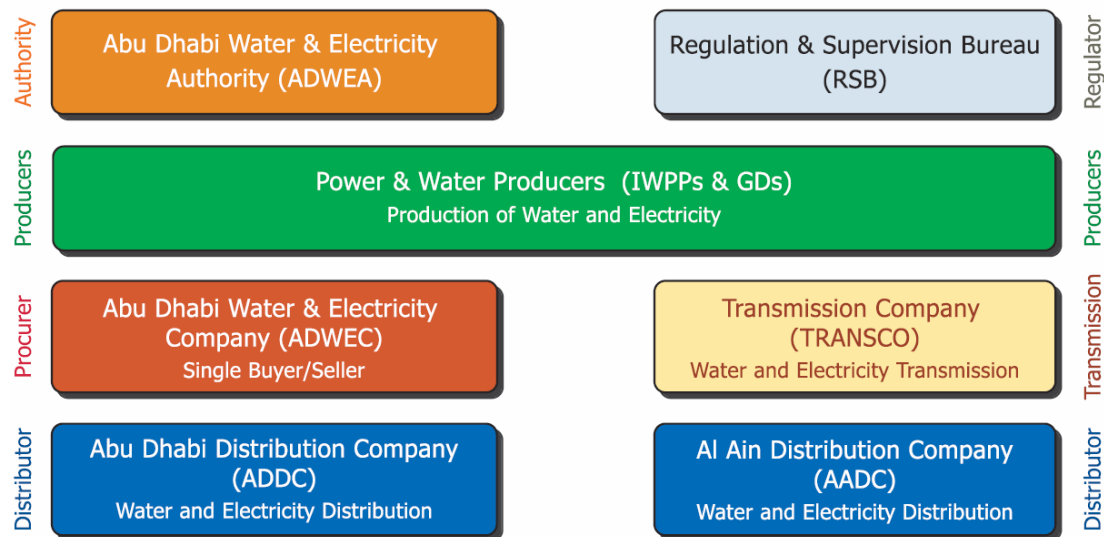 Authority
Abu Dhabi Water & Electricity
Authority (ADWEA)
Regulation & Supervision Bureau
(RSB)
Regulator
Producers
Power & Water Producers (IWPPs & GDs)
Production of Water and Electricity
Producers
Procurer
Abu Dhabi Water & Electricity
Company (ADWEC)
Single Buyer/Seller
Transmission Company
(TRANSCO)
Water and Electricity Transmission
Transmission
Distributor
Abu Dhabi Distribution Company
(ADDC)
Water and Electricity Distribution
Al Ain Distribution Company
(AADC)
Water and Electricity Distribution
Distributor